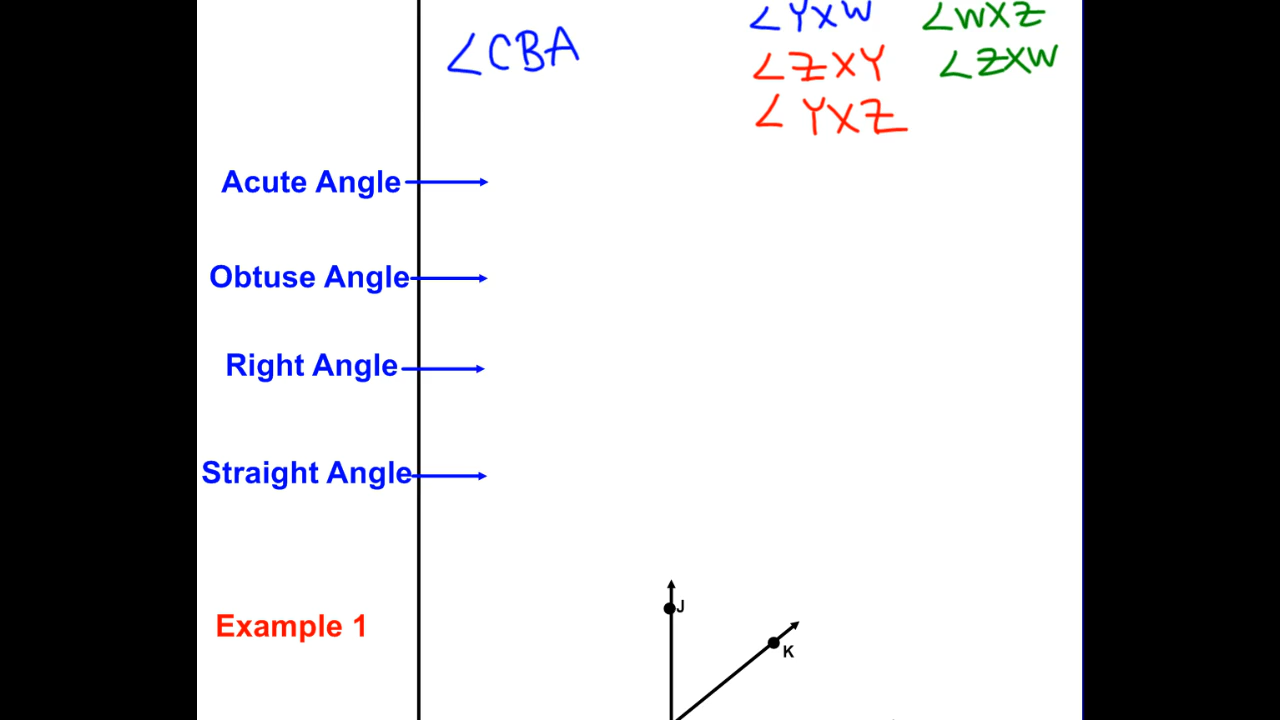 ∠YXW ∠WXZ
∠CBA ∠ZXY ∠ZXW
∠YXZ
Acute Angle
Obtuse Angle
Right Angle
Straight Angle
J
Example 1
K